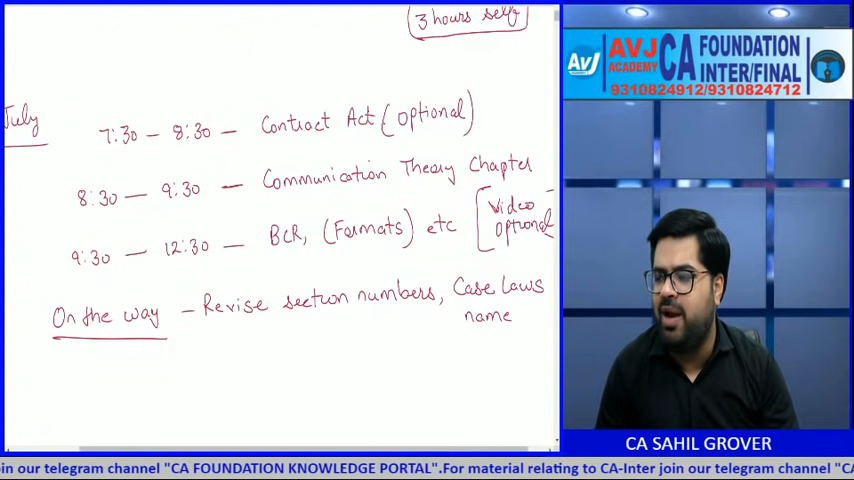 3 hours self
July
7:30 - 8:30 - Contract Act (Optional)
8:30 - 9:30 - Communication Theory Chapter
9:30 - 12:30 - BCR, (Formats) etc [Video - Optional
On the way - Revise section numbers, Case Laws
name
AVJ
AVJ ACADEMY
CA FOUNDATION
INTER/FINAL
9310824912/9310824712
CA SAHIL GROVER
oin our telegram channel "CA FOUNDATION KNOWLEDGE PORTAL".For material relating to CA-Inter join our telegram channel "CA